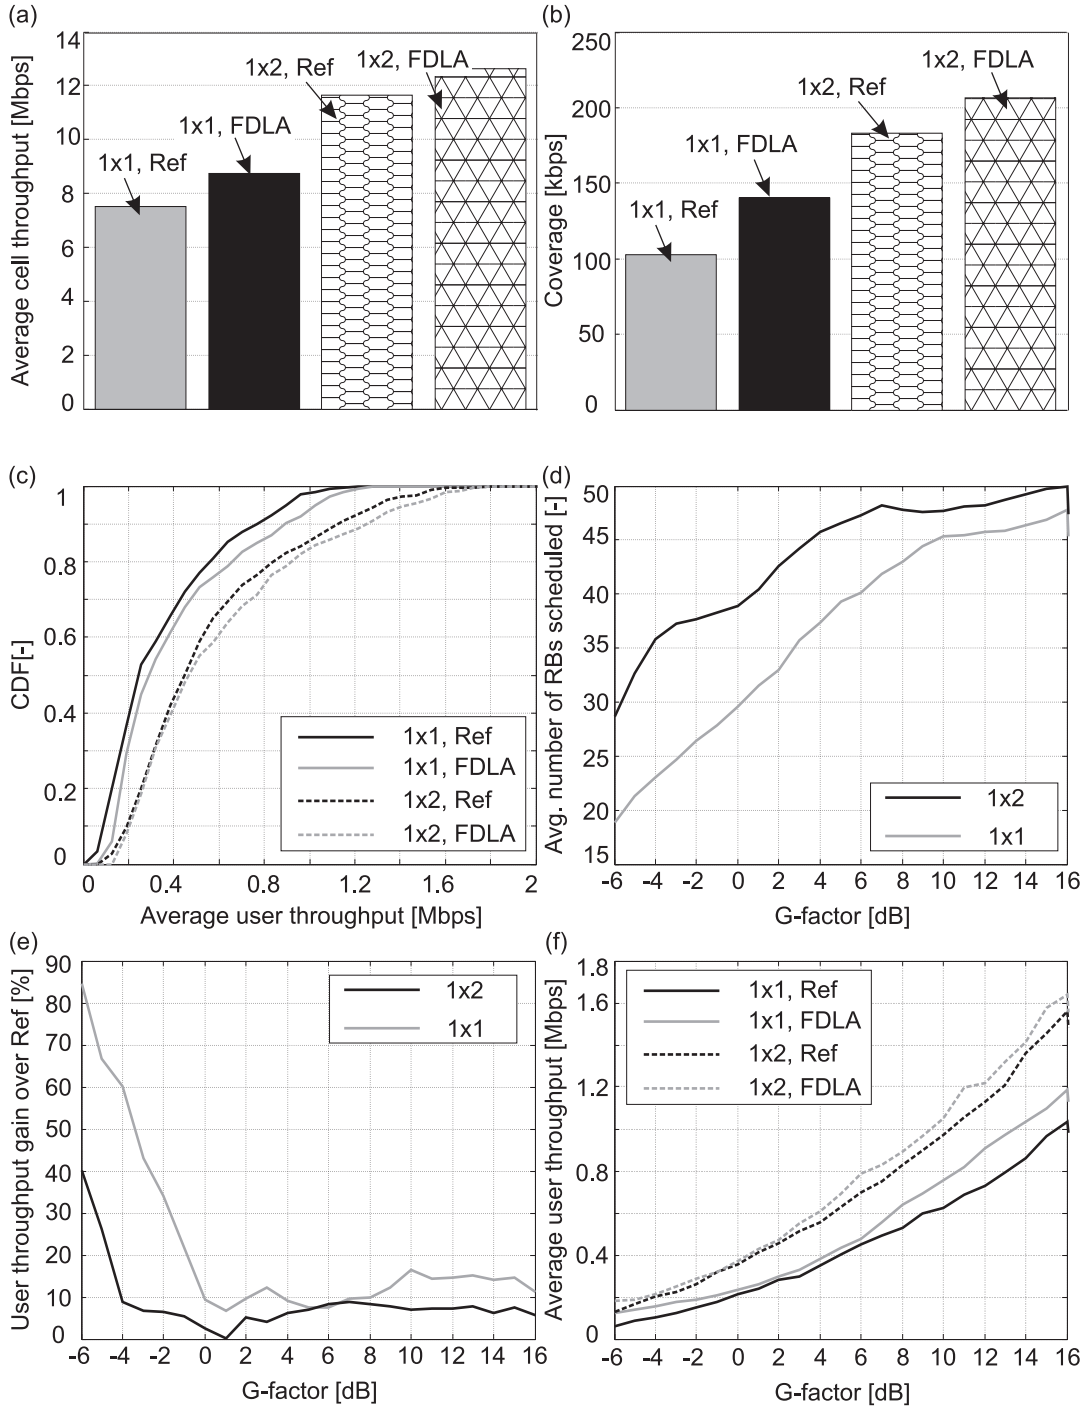 (a)
Average cell throughput [Mbps]
14
12
10
8
6
4
2
0
1x1, Ref
1x1, FDLA
1x2, Ref
1x2, FDLA
(b)
Coverage [kbps]
250
200
150
100
50
0
1x1, Ref
1x1, FDLA
1x2, Ref
1x2, FDLA
(c)
CDF[-]
1
0.8
0.6
0.4
0.2
0
1x1, Ref
1x1, FDLA
1x2, Ref
1x2, FDLA
0 0.4 0.8 1.2 1.6 2
Average user throughput [Mbps]
(d)
Avg. number of RBs scheduled [-]
50
45
40
35
30
25
20
15
1x2
1x1
-6 -4 -2 0 2 4 6 8 10 12 14 16
G-factor [dB]
(e)
User throughput gain over Ref [%]
90
80
70
60
50
40
30
20
10
0
1x2
1x1
-6 -4 -2 0 2 4 6 8 10 12 14 16
G-factor [dB]
(f)
Average user throughput [Mbps]
1.8
1.6
1.2
0.8
0.4
0
1x1, Ref
1x1, FDLA
1x2, Ref
1x2, FDLA
-6 -4 -2 0 2 4 6 8 10 12 14 16
G-factor [dB]